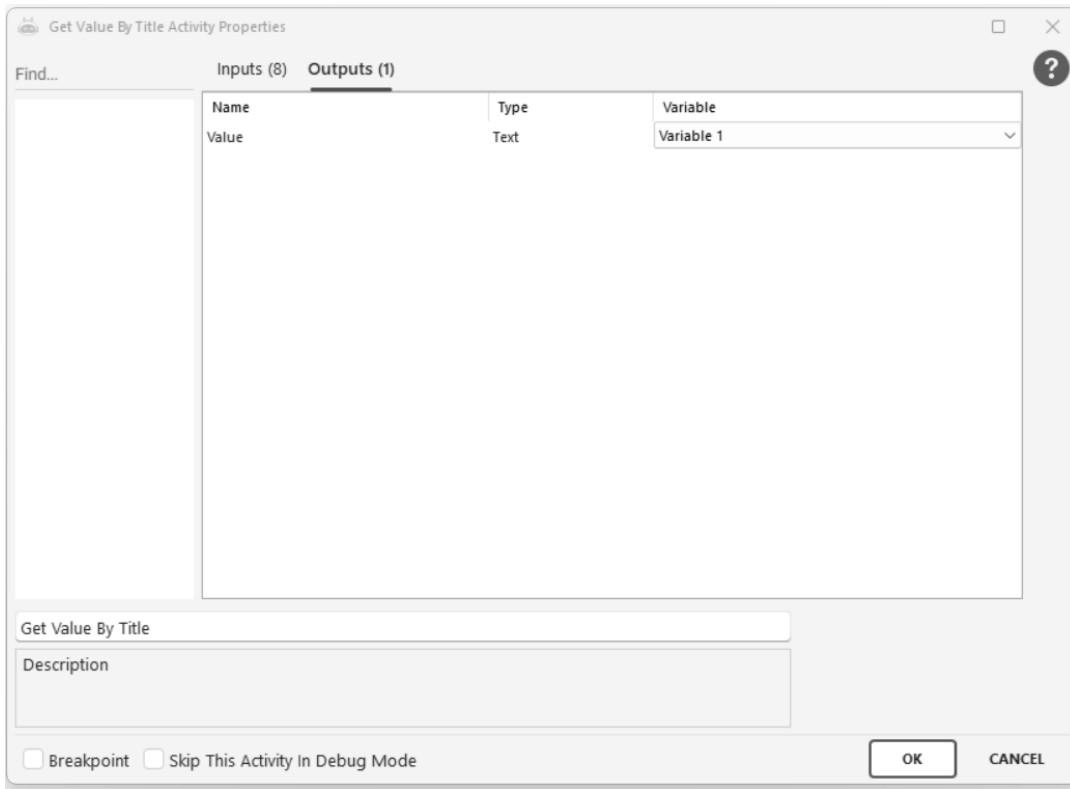 Get Value By Title Activity Properties
Find...
Inputs (8) Outputs (1)
?
Name Type Variable
Value Text Variable 1
Get Value By Title
Description
Breakpoint Skip This Activity In Debug Mode OK CANCEL